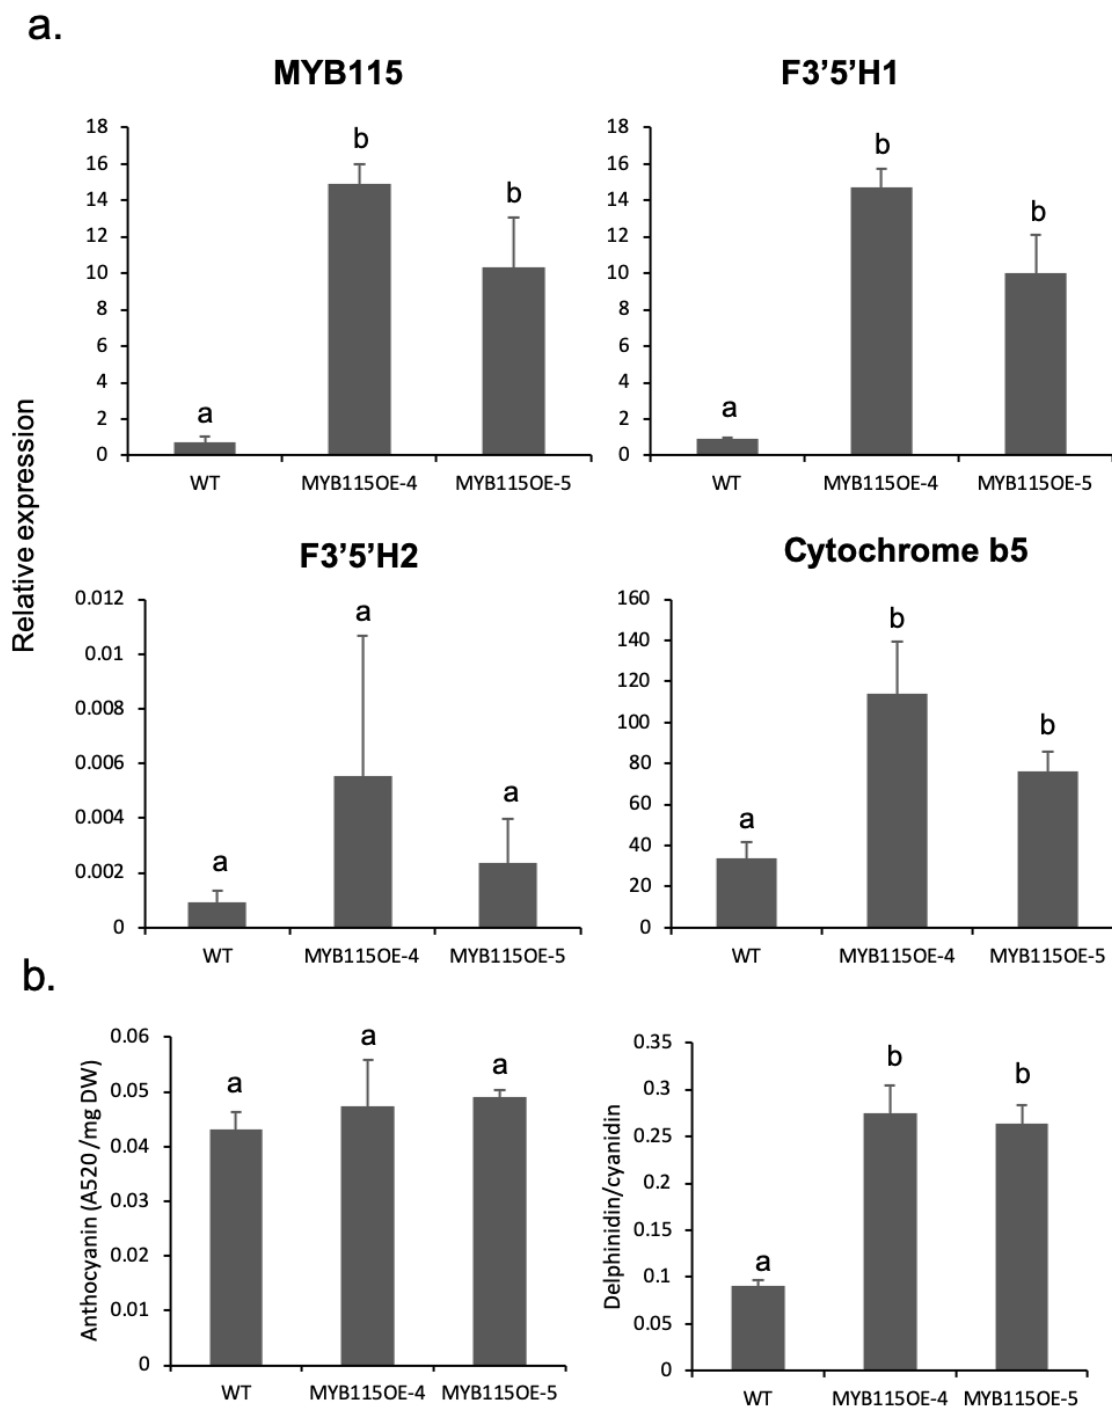 a.
MYB115
F3’5’H1
18
16
14
12
10
8
6
4
2
0
a
b
b
WT
MYB115OE-4
MYB115OE-5
18
16
14
12
10
8
6
4
2
0
a
b
b
WT
MYB115OE-4
MYB115OE-5
Relative expression
F3’5’H2
Cytochrome b5
0.012
0.01
0.008
0.006
0.004
0.002
0
a
a
a
WT
MYB115OE-4
MYB115OE-5
160
140
120
100
80
60
40
20
0
a
b
b
WT
MYB115OE-4
MYB115OE-5
b.
Anthocyanin (A520 /mg DW)
0.06
0.05
0.04
0.03
0.02
0.01
0
a
a
a
WT
MYB115OE-4
MYB115OE-5
Delphinidin/cyanidin
0.35
0.3
0.25
0.2
0.15
0.1
0.05
0
a
b
b
WT
MYB115OE-4
MYB115OE-5